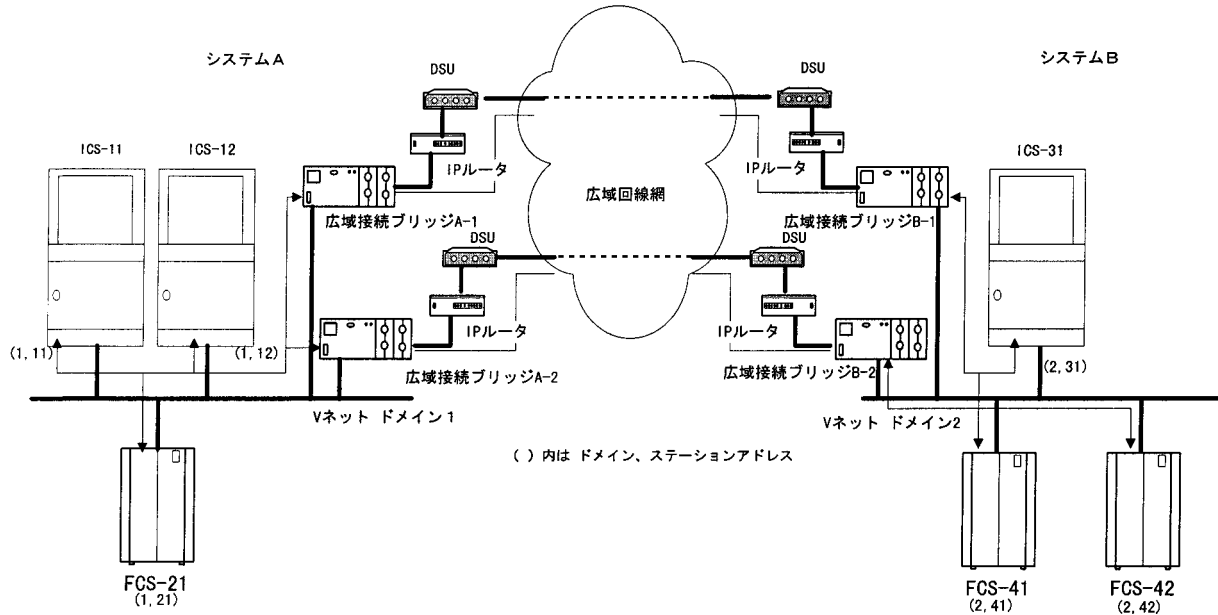 システムA
システムB
DSU
DSU
ICS-11
ICS-12
ICS-31
IPルータ
IPルータ
広域回線網
広域接続ブリッジA-1
広域接続ブリッジB-1
DSU
DSU
IPルータ
IPルータ
(1, 11)
(1, 12)
(2, 31)
広域接続ブリッジA-2
広域接続ブリッジB-2
Vネット ドメイン1
Vネット ドメイン2
( )内は ドメイン、ステーションアドレス
FCS-21
(1, 21)
FCS-41
(2, 41)
FCS-42
(2, 42)